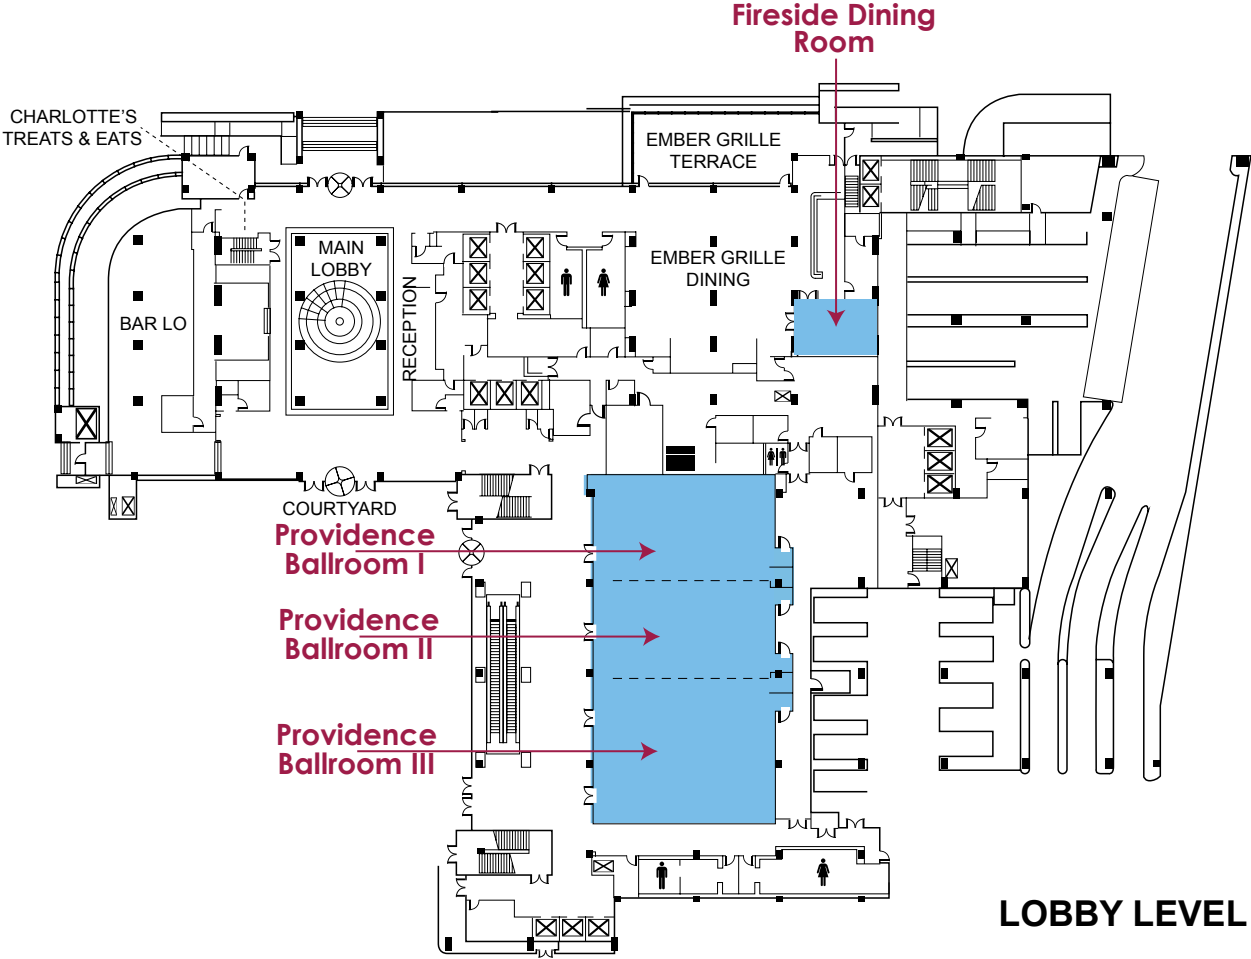 Fireside Dining
Room
CHARLOTTE'S
TREATS & EATS
EMBER GRILLE
TERRACE
MAIN
LOBBY
EMBER GRILLE
DINING
BAR LO
RECEPTION
COURTYARD
Providence
Ballroom I
Providence
Ballroom II
Providence
Ballroom III
LOBBY LEVEL